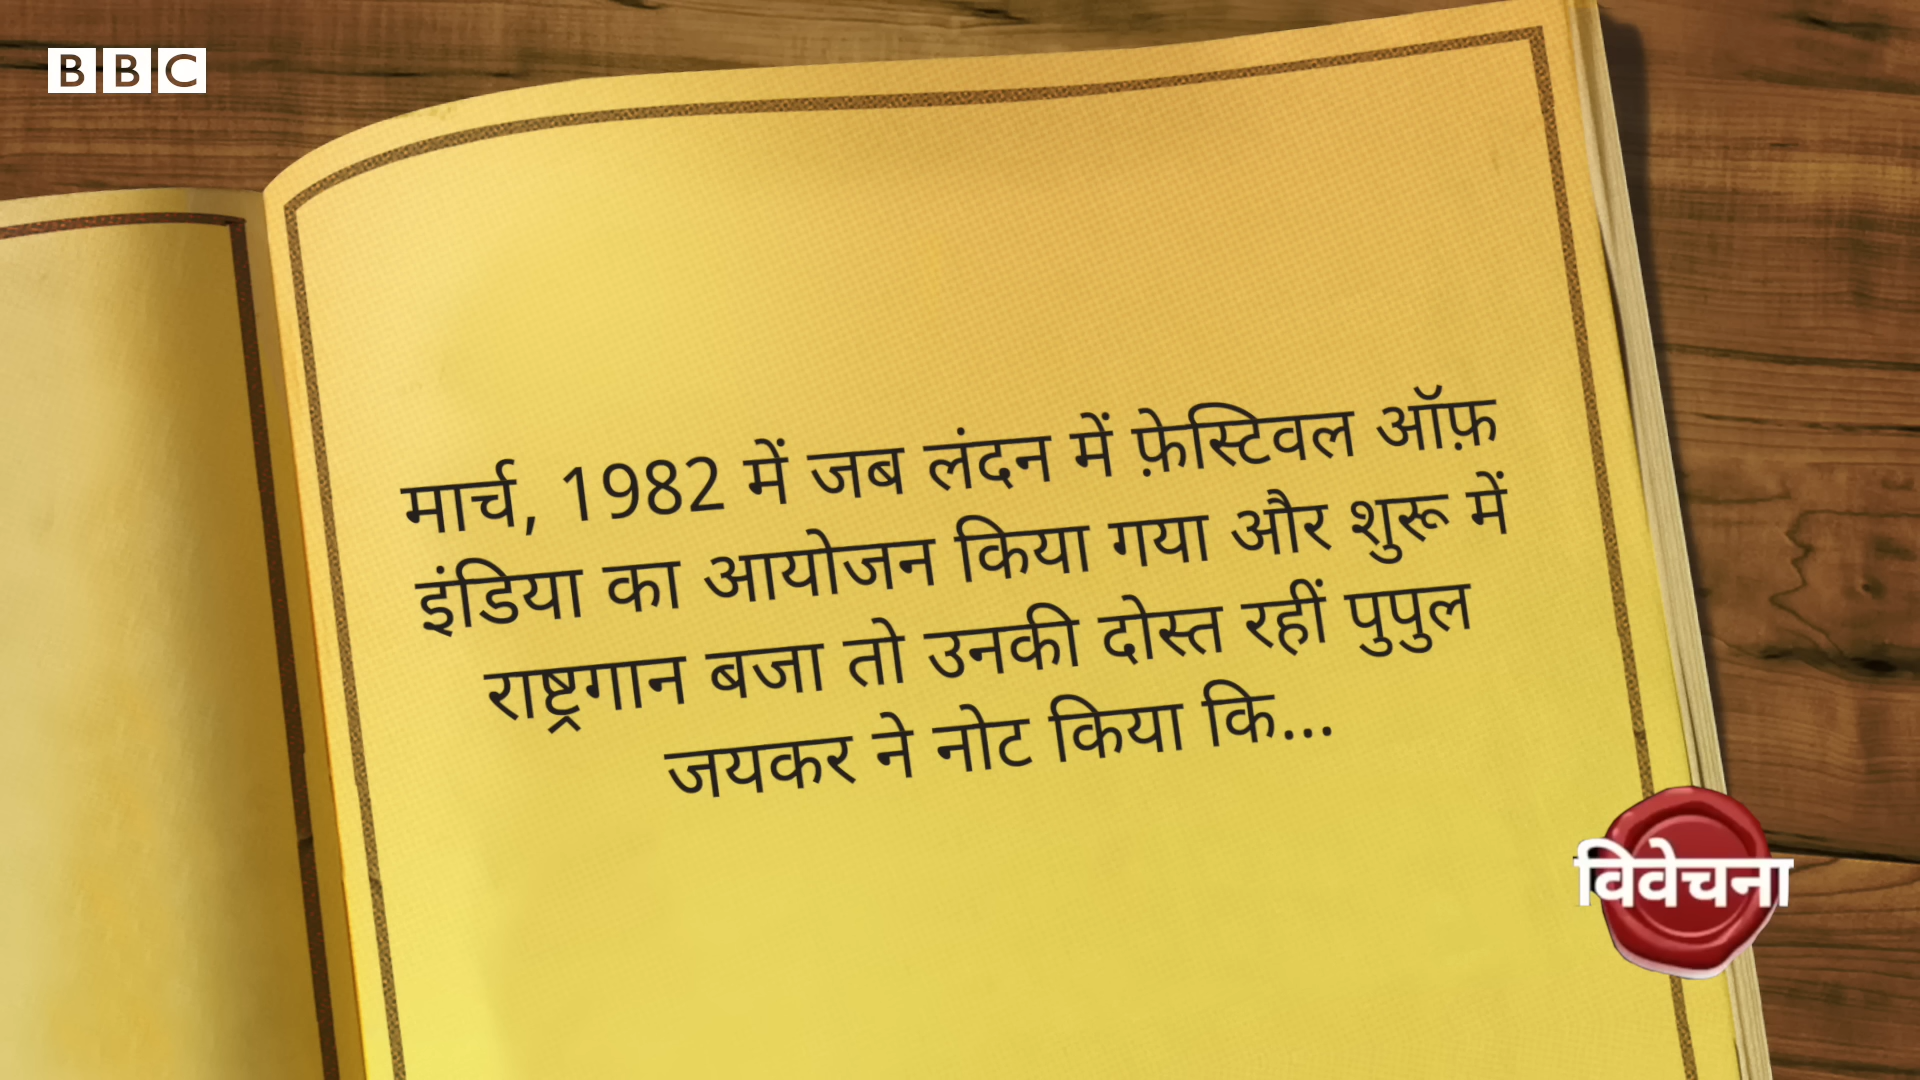 BBC
मार्च, 1982 में जब लंदन में फ़ेस्टिवल ऑफ़
इंडिया का आयोजन किया गया और शुरू में
राष्ट्रगान बजा तो उनकी दोस्त रहीं पुपुल
जयकर ने नोट किया कि...
विवेचना